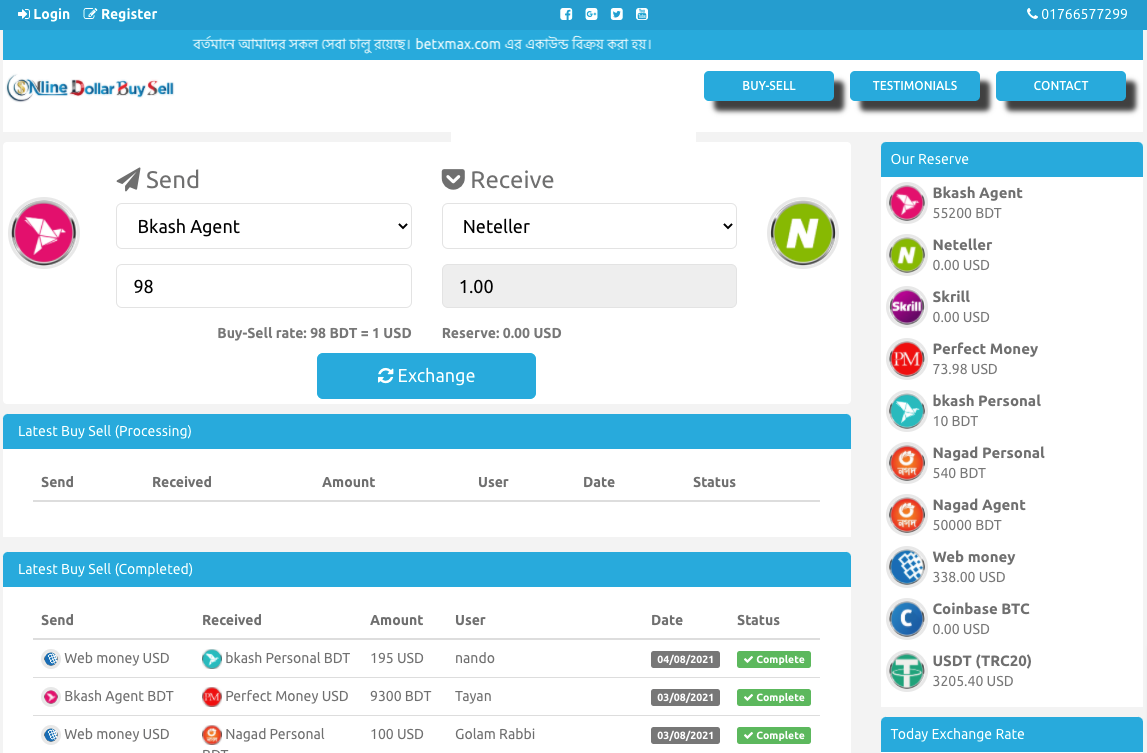 Login Register 01766577299
বর্তমানে আমাদের সকল সেবা চালু রয়েছে। betxmax.com এর একাউন্ড বিক্রয় করা হয়।
ONline Dollar Buy Sell
BUY-SELL TESTIMONIALS CONTACT
Send Receive
Bkash Agent Neteller
98 1.00
Buy-Sell rate: 98 BDT = 1 USD Reserve: 0.00 USD
Exchange
Latest Buy Sell (Processing)
Send Received Amount User Date Status
Latest Buy Sell (Completed)
Send Received Amount User Date Status
Web money USD bkash Personal BDT 195 USD nando 04/08/2021 Complete
Bkash Agent BDT Perfect Money USD 9300 BDT Tayan 03/08/2021 Complete
Web money USD Nagad Personal 100 USD Golam Rabbi 03/08/2021 Complete
Our Reserve
Bkash Agent
55200 BDT
N
Neteller
0.00 USD
Skrill
Skrill
0.00 USD
PM
Perfect Money
73.98 USD
bkash Personal
10 BDT
নগদ
Nagad Personal
540 BDT
নগদ
Nagad Agent
50000 BDT
Web money
338.00 USD
C
Coinbase BTC
0.00 USD
USDT (TRC20)
3205.40 USD
Today Exchange Rate